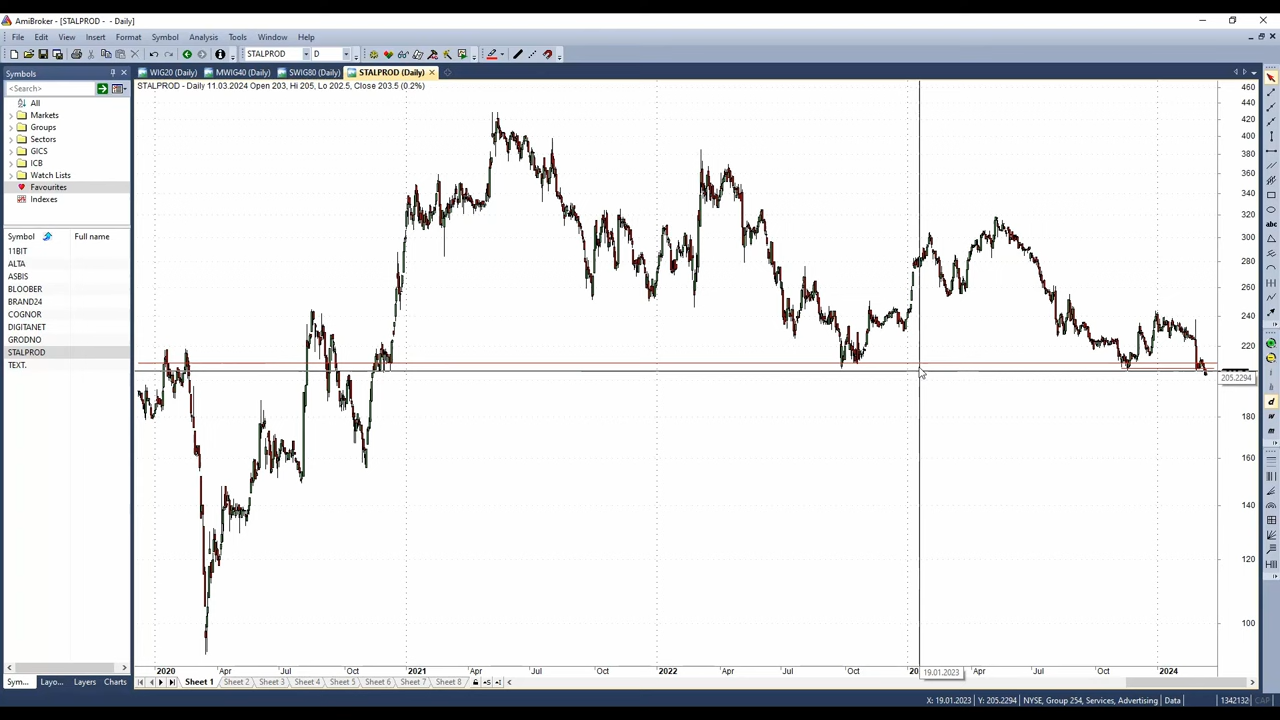 AmiBroker - [STALPROD - - Daily]
File Edit View Insert Format Symbol Analysis Tools Window Help
STALPROD D
Symbols
WIG20 (Daily) MWIG40 (Daily) SWIG80 (Daily) STALPROD (Daily)
<Search>
STALPROD - Daily 11.03.2024 Open 203, Hi 205, Lo 202.5, Close 203.5 (0.2%)
All
Markets
Groups
Sectors
GICS
ICB
Watch Lists
Favourites
Indexes
Symbol Full name
11BIT
ALTA
ASBIS
BLOOBER
BRAND24
COGNOR
DIGITANET
GRODNO
STALPROD
TEXT.
460
440
420
400
380
360
340
320
300
280
260
240
220
205.2294
180
160
140
120
100
2020 Apr Jul Oct 2021 Apr Jul Oct 2022 Apr Jul Oct 20 19.01.2023 Apr Jul Oct 2024
Sym... Layo... Layers Charts
Sheet 1 Sheet 2 Sheet 3 Sheet 4 Sheet 5 Sheet 6 Sheet 7 Sheet 8
X: 19.01.2023 Y: 205.2294 NYSE, Group 254, Services, Advertising Data 1342132 CAP